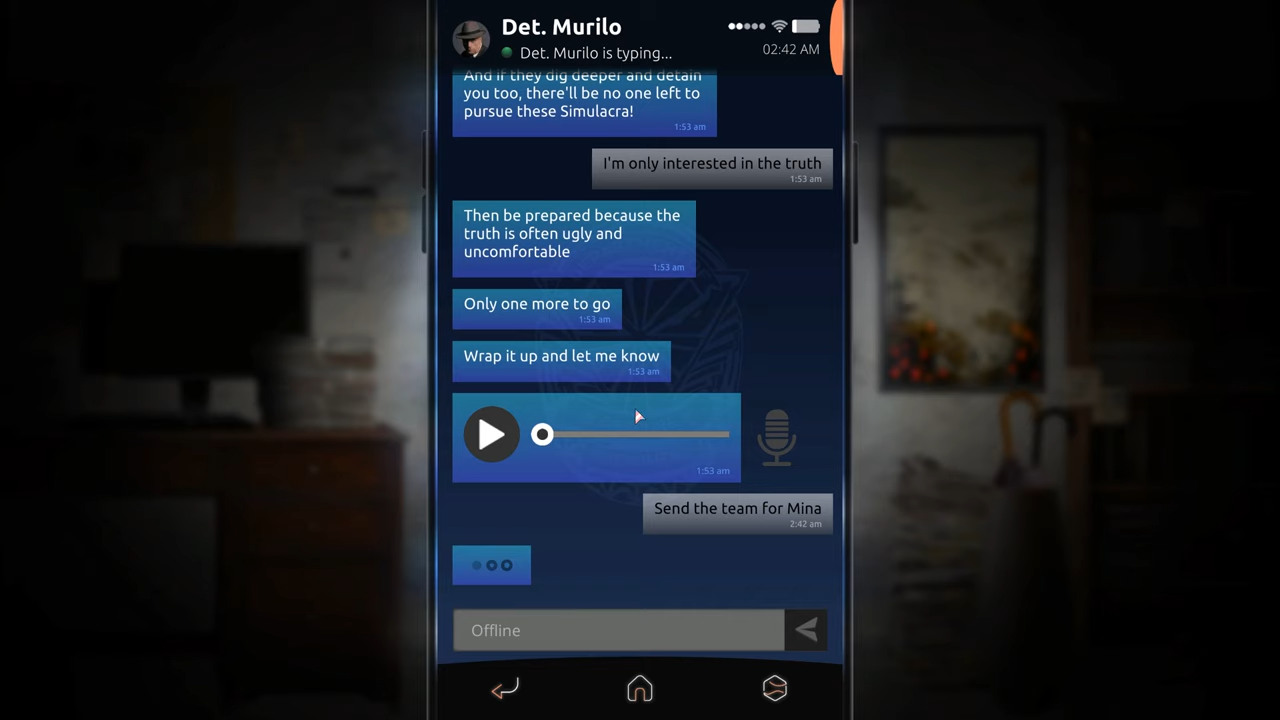 Det. Murilo
Det. Murilo is typing...
02:42 AM
And if they dig deeper and detain
you too, there'll be no one left to
pursue these Simulacra!
1:53 am
I'm only interested in the truth
1:53 am
Then be prepared because the
truth is often ugly and
uncomfortable
1:53 am
Only one more to go
1:53 am
Wrap it up and let me know
1:53 am
1:53 am
Send the team for Mina
2:42 am
Offline